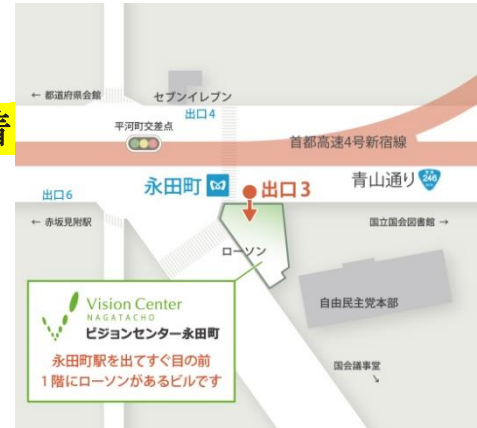 ← 都道府県会館
セブンイレブン
出口4
平河町交差点
首都高速4号新宿線
永田町
出口3
青山通り
246
出口6
← 赤坂見附駅
国立国会図書館 →
ローソン
Vision Center
NAGATACHO
ビジョンセンター永田町
永田町駅を出てすぐ目の前
1階にローソンがあるビルです
自由民主党本部
国会議事堂
↘